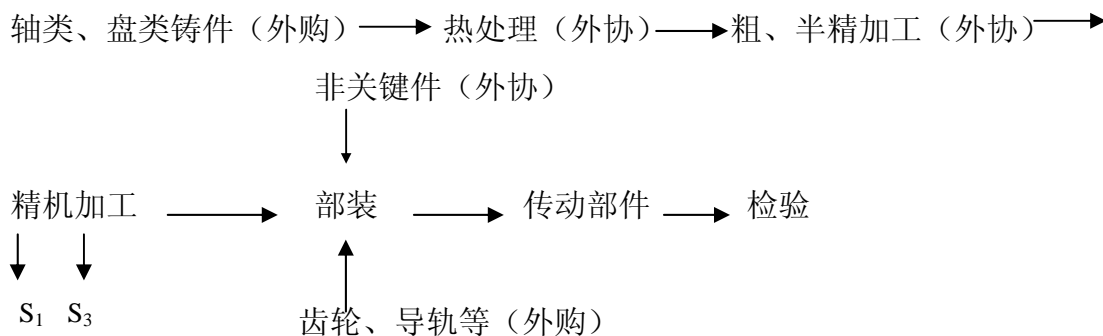 轴类、盘类铸件（外购） 热处理（外协） 粗、半精加工（外协）
非关键件（外协）
精机加工 部装 传动部件 检验
S₁ S₃ 齿轮、导轨等（外购）